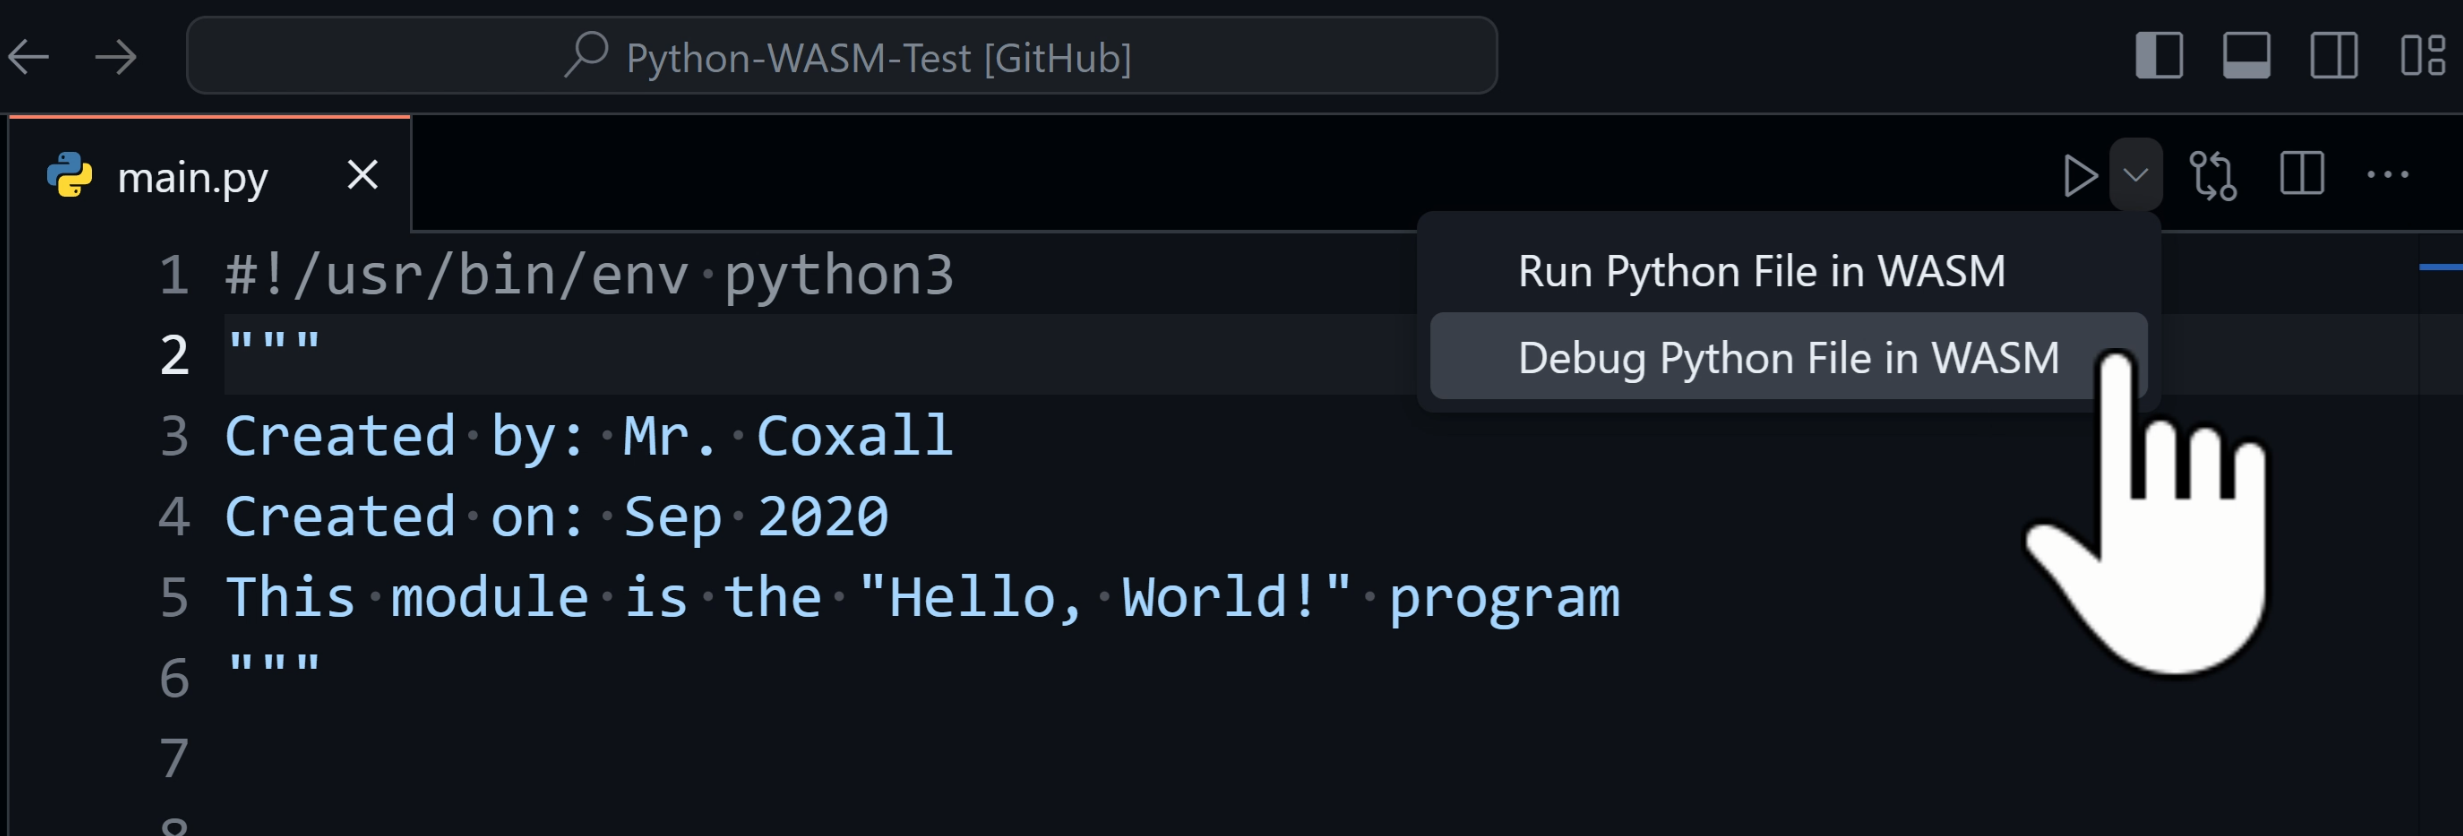 Python-WASM-Test [GitHub]
main.py
Run Python File in WASM
Debug Python File in WASM
1 #!/usr/bin/env python3
2 """
3 Created by: Mr. Coxall
4 Created on: Sep 2020
5 This module is the "Hello, World!" program
6 """
7
8